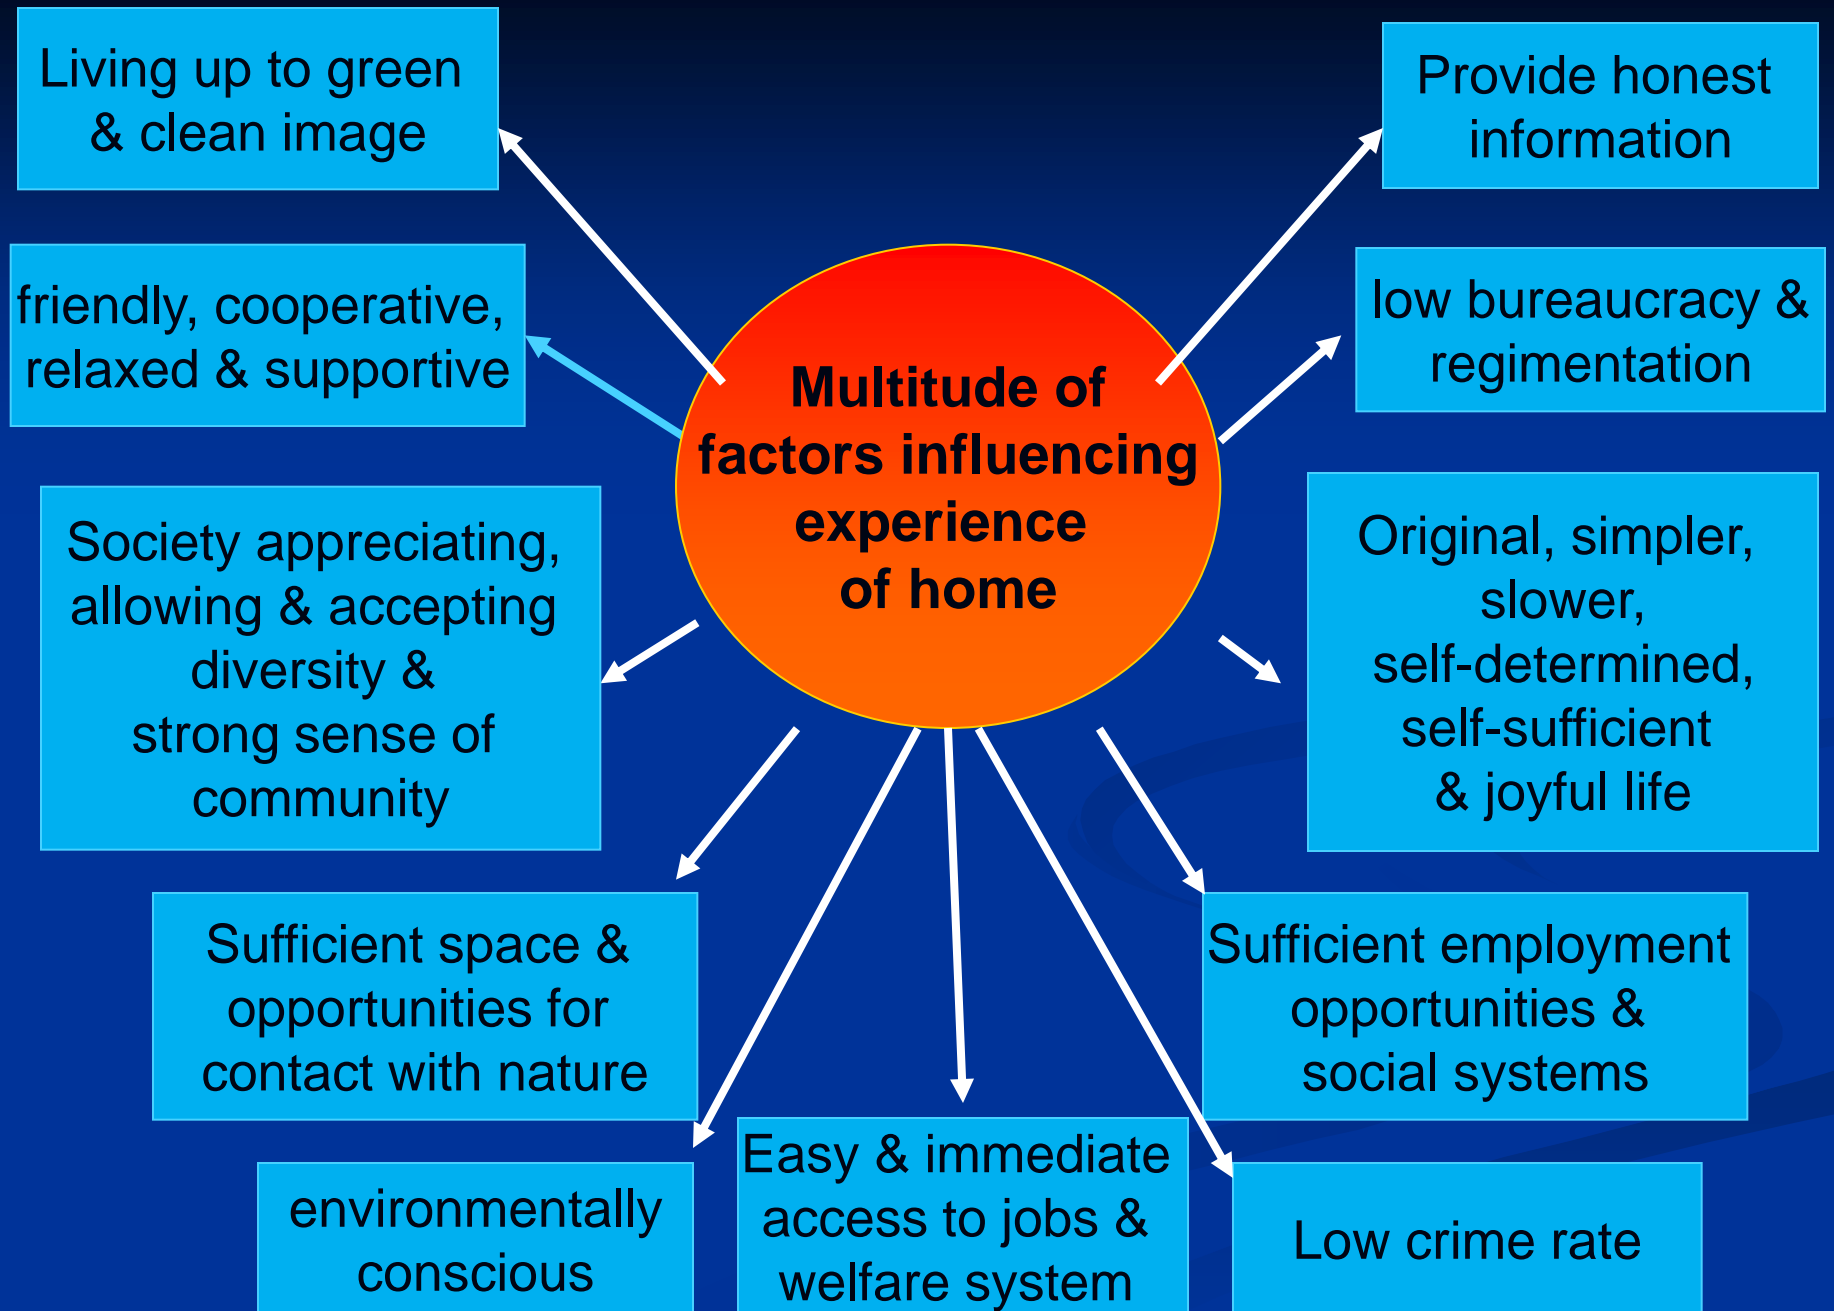 Living up to green
& clean image
Provide honest
information
friendly, cooperative,
relaxed & supportive
low bureaucracy &
regimentation
Multitude of
factors influencing
experience
of home
Society appreciating,
allowing & accepting
diversity &
strong sense of
community
Original, simpler,
slower,
self-determined,
self-sufficient
& joyful life
Sufficient space &
opportunities for
contact with nature
Sufficient employment
opportunities &
social systems
environmentally
conscious
Easy & immediate
access to jobs &
welfare system
Low crime rate